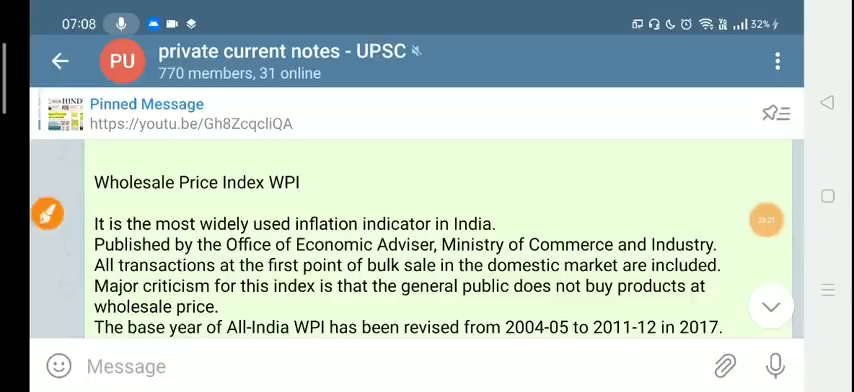 07:08
32%
PU
private current notes - UPSC
770 members, 31 online
Pinned Message
https://youtu.be/Gh8ZcqcliQA
Wholesale Price Index WPI
It is the most widely used inflation indicator in India.
Published by the Office of Economic Adviser, Ministry of Commerce and Industry.
All transactions at the first point of bulk sale in the domestic market are included.
Major criticism for this index is that the general public does not buy products at
wholesale price.
The base year of All-India WPI has been revised from 2004-05 to 2011-12 in 2017.
Message